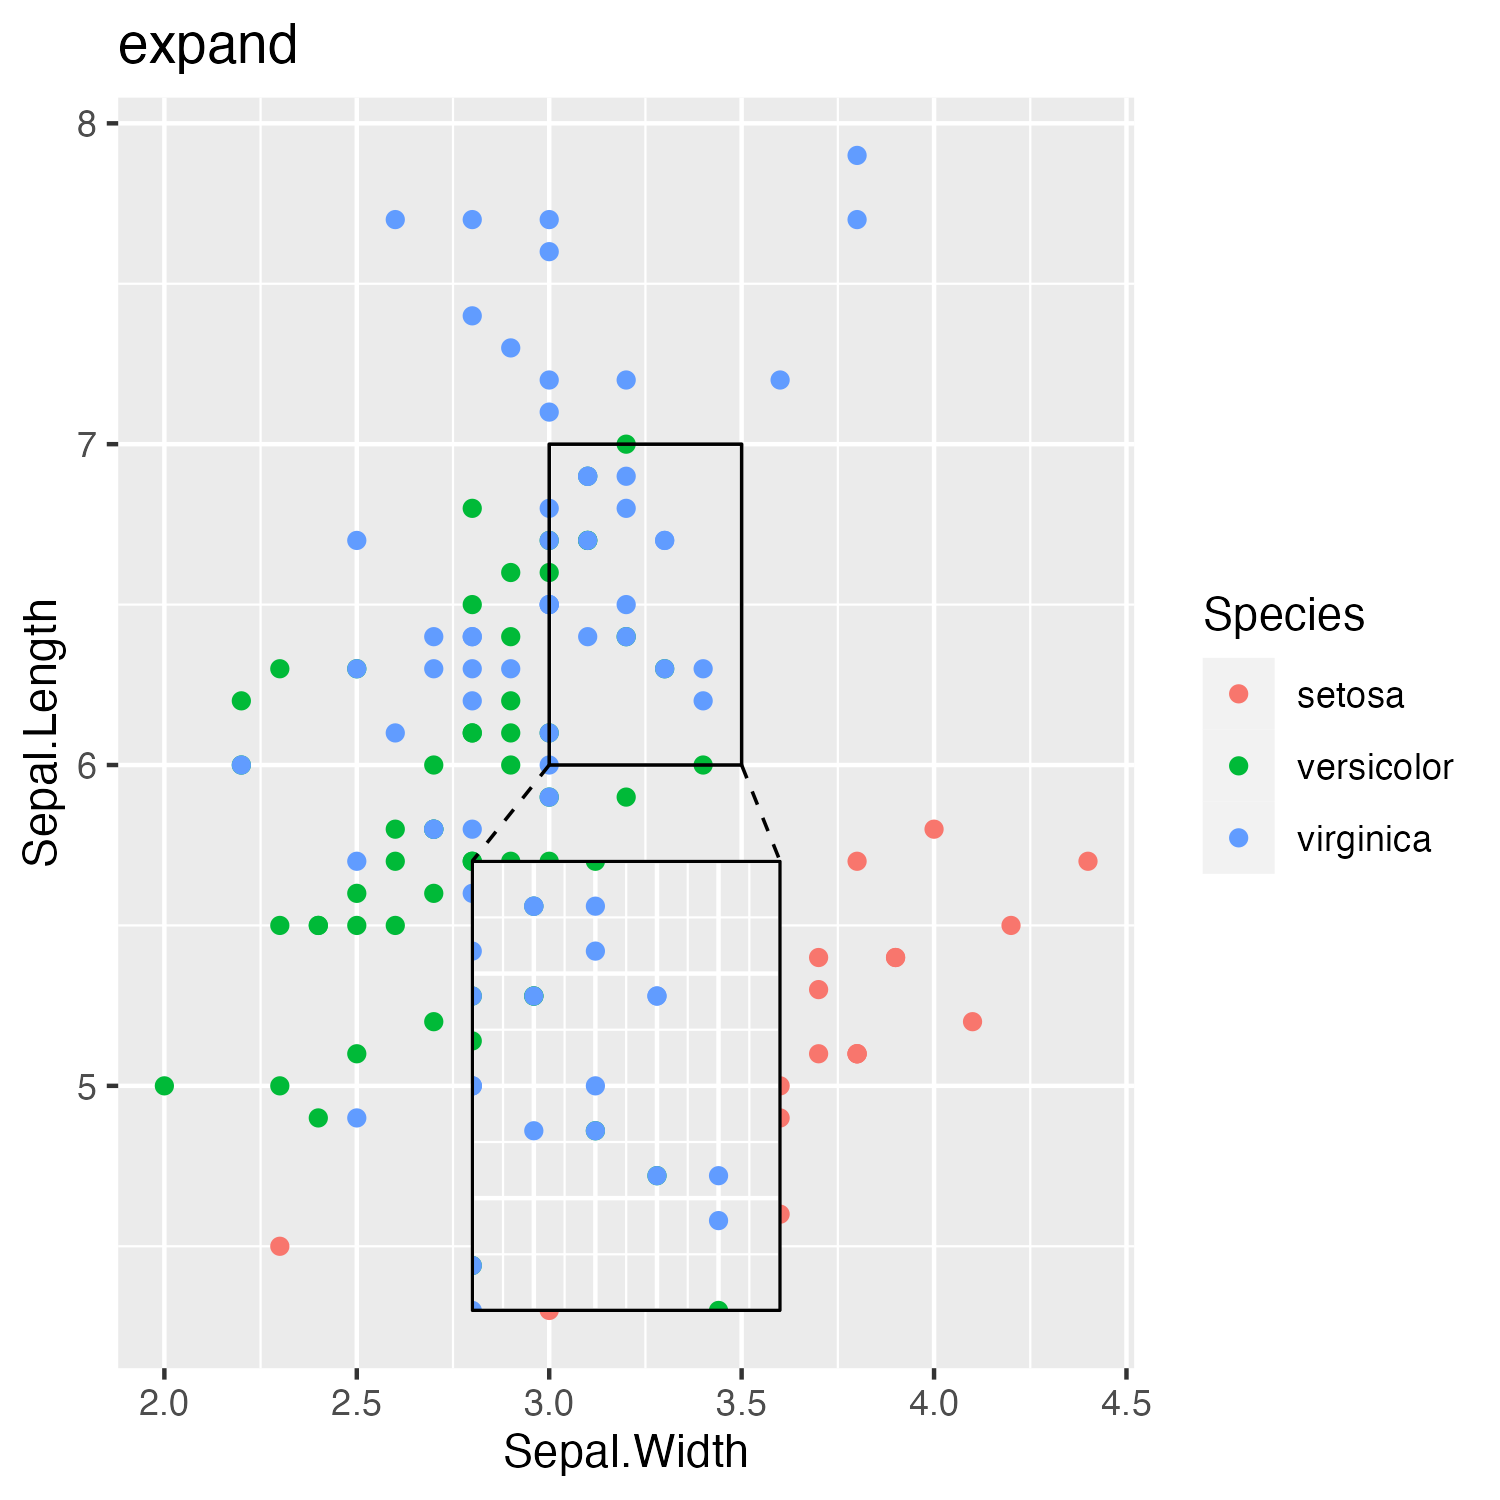 expand
8
7
6
5
Sepal.Length
2.0 2.5 3.0 3.5 4.0 4.5
Sepal.Width
Species
setosa
versicolor
virginica